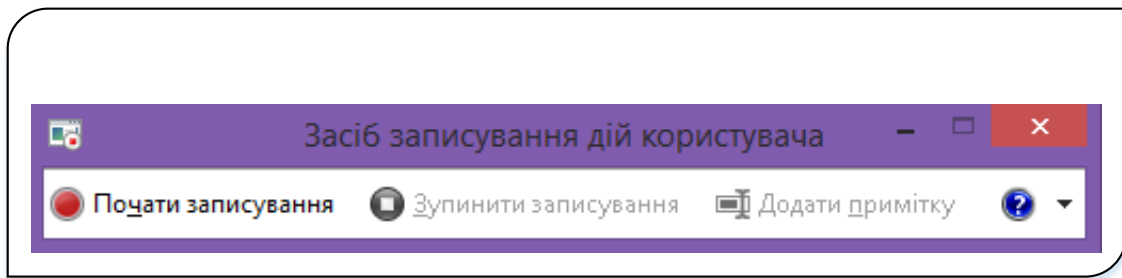 Засіб записування дій користувача
Почати записування Зупинити записування Додати примітку